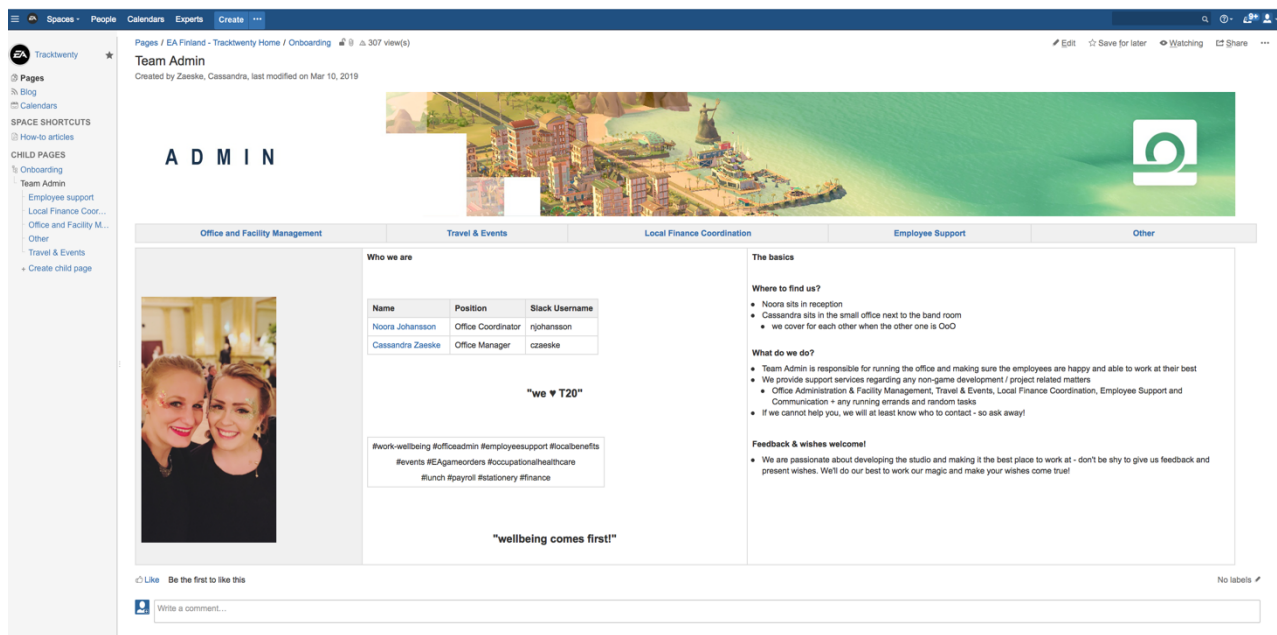 EA Spaces People Calendars Experts Create ··· 9+
EA Tracktwenty
Pages
Blog
Calendars
SPACE SHORTCUTS
How-to articles
CHILD PAGES
Onboarding
Team Admin
Employee support
Local Finance Coor...
Office and Facility M...
Other
Travel & Events
+ Create child page
Pages / EA Finland - Tracktwenty Home / Onboarding 307 view(s)
Edit Save for later Watching Share ···
Team Admin
Created by Zaeske, Cassandra, last modified on Mar 10, 2019
ADMIN
Office and Facility Management Travel & Events Local Finance Coordination Employee Support Other
Who we are
Name Position Slack Username
Noora Johansson Office Coordinator njohansson
Cassandra Zaeske Office Manager czaeske
"we ♥ T20"
#work-wellbeing #officeadmin #employeesupport #localbenefits
#events #EAgameorders #occupationalhealthcare
#lunch #payroll #stationery #finance
"wellbeing comes first!"
The basics
Where to find us?
• Noora sits in reception
• Cassandra sits in the small office next to the band room
• we cover for each other when the other one is OoO
What do we do?
• Team Admin is responsible for running the office and making sure the employees are happy and able to work at their best
• We provide support services regarding any non-game development / project related matters
• Office Administration & Facility Management, Travel & Events, Local Finance Coordination, Employee Support and
Communication + any running errands and random tasks
• If we cannot help you, we will at least know who to contact - so ask away!
Feedback & wishes welcome!
• We are passionate about developing the studio and making it the best place to work at - don't be shy to give us feedback and
present wishes. We'll do our best to work our magic and make your wishes come true!
Like Be the first to like this
No labels
Write a comment…